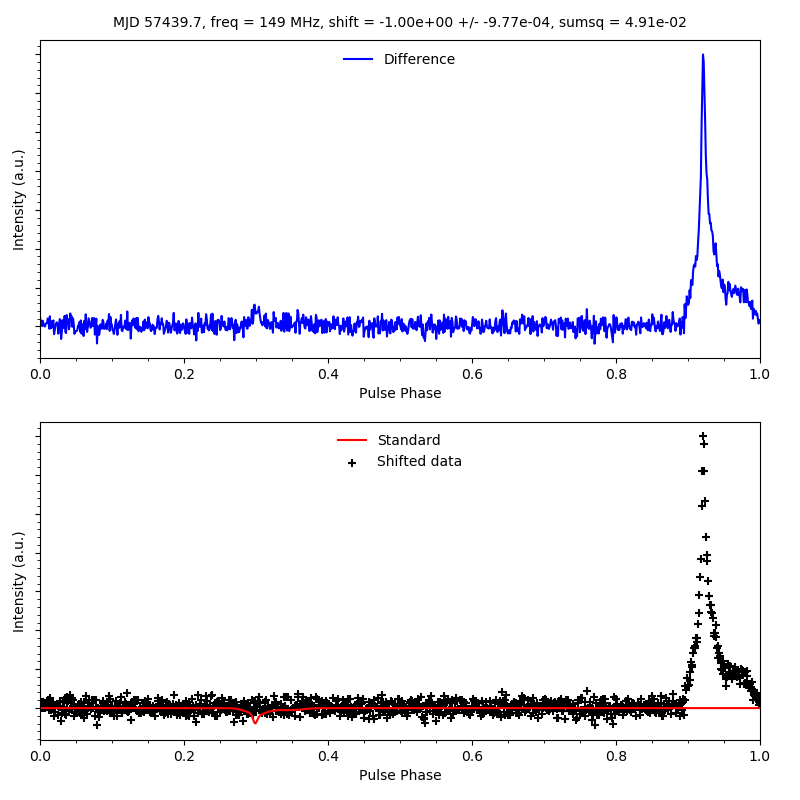 MJD 57439.7, freq = 149 MHz, shift = -1.00e+00 +/- -9.77e-04, sumsq = 4.91e-02
Difference
Intensity (a.u.)
0.0 0.2 0.4 0.6 0.8 1.0
Pulse Phase
Standard
Shifted data
Intensity (a.u.)
0.0 0.2 0.4 0.6 0.8 1.0
Pulse Phase